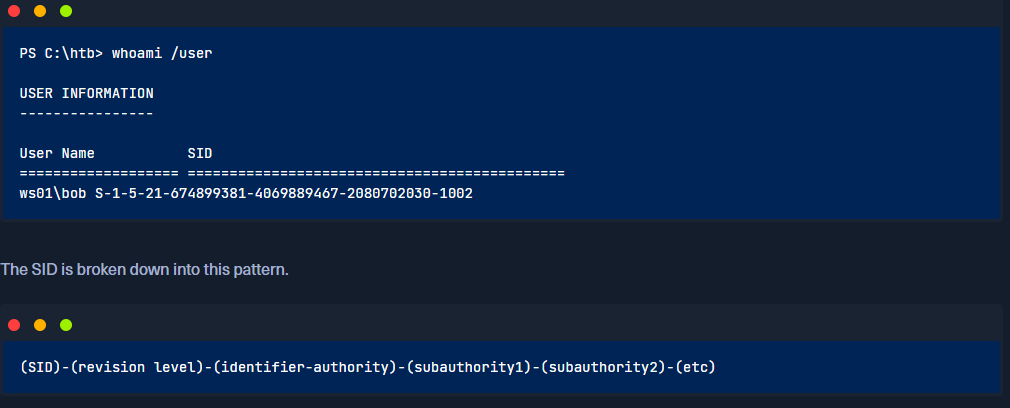 PS C:\htb> whoami /user
USER INFORMATION
----------------
User Name           SID
=================== =============================================
ws01\bob S-1-5-21-674899381-4069889467-2080702030-1002
The SID is broken down into this pattern.
(SID)-(revision level)-(identifier-authority)-(subauthority1)-(subauthority2)-(etc)